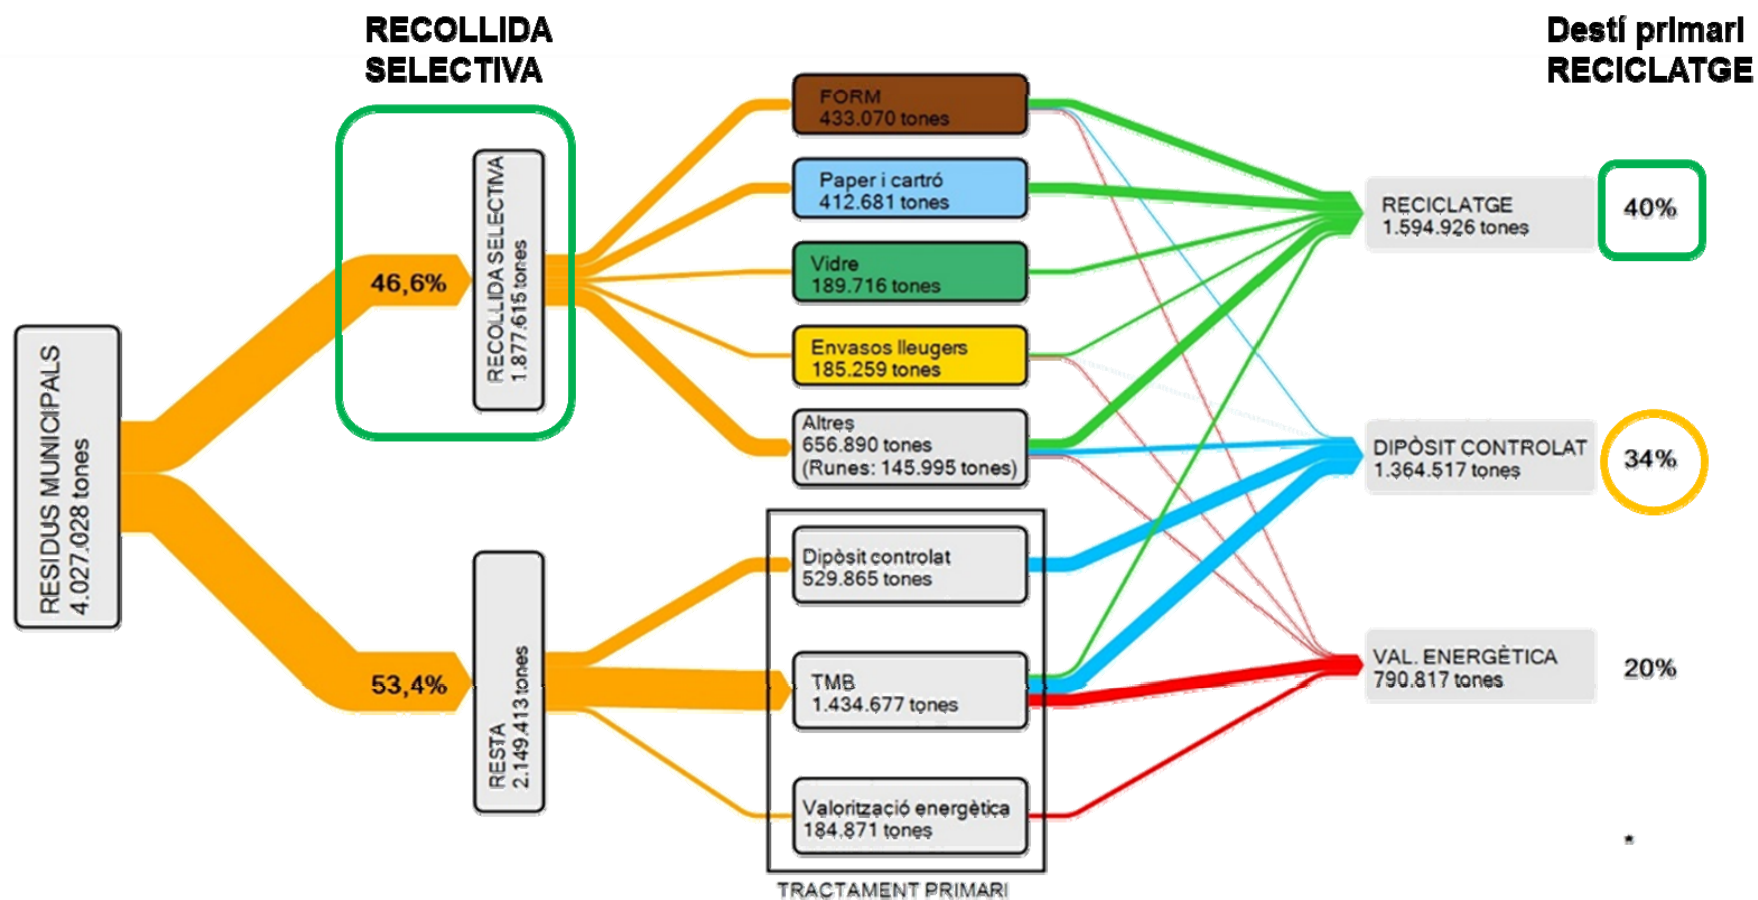 RECOLLIDA
SELECTIVA
Destí primari
RECICLATGE
RESIDUS MUNICIPALS
4.027.028 tones
46,6%
RECOLLIDA SELECTIVA
1.877.615 tones
53,4%
RESTA
2.149.413 tones
FORM
433.070 tones
Paper i cartró
412.681 tones
Vidre
189.716 tones
Envasos lleugers
185.259 tones
Altres
656.890 tones
(Runes: 145.995 tones)
Dipòsit controlat
529.865 tones
TMB
1.434.677 tones
Valorització energètica
184.871 tones
TRACTAMENT PRIMARI
RECICLATGE
1.594.926 tones
40%
DIPÒSIT CONTROLAT
1.364.517 tones
34%
VAL. ENERGÈTICA
790.817 tones
20%
*